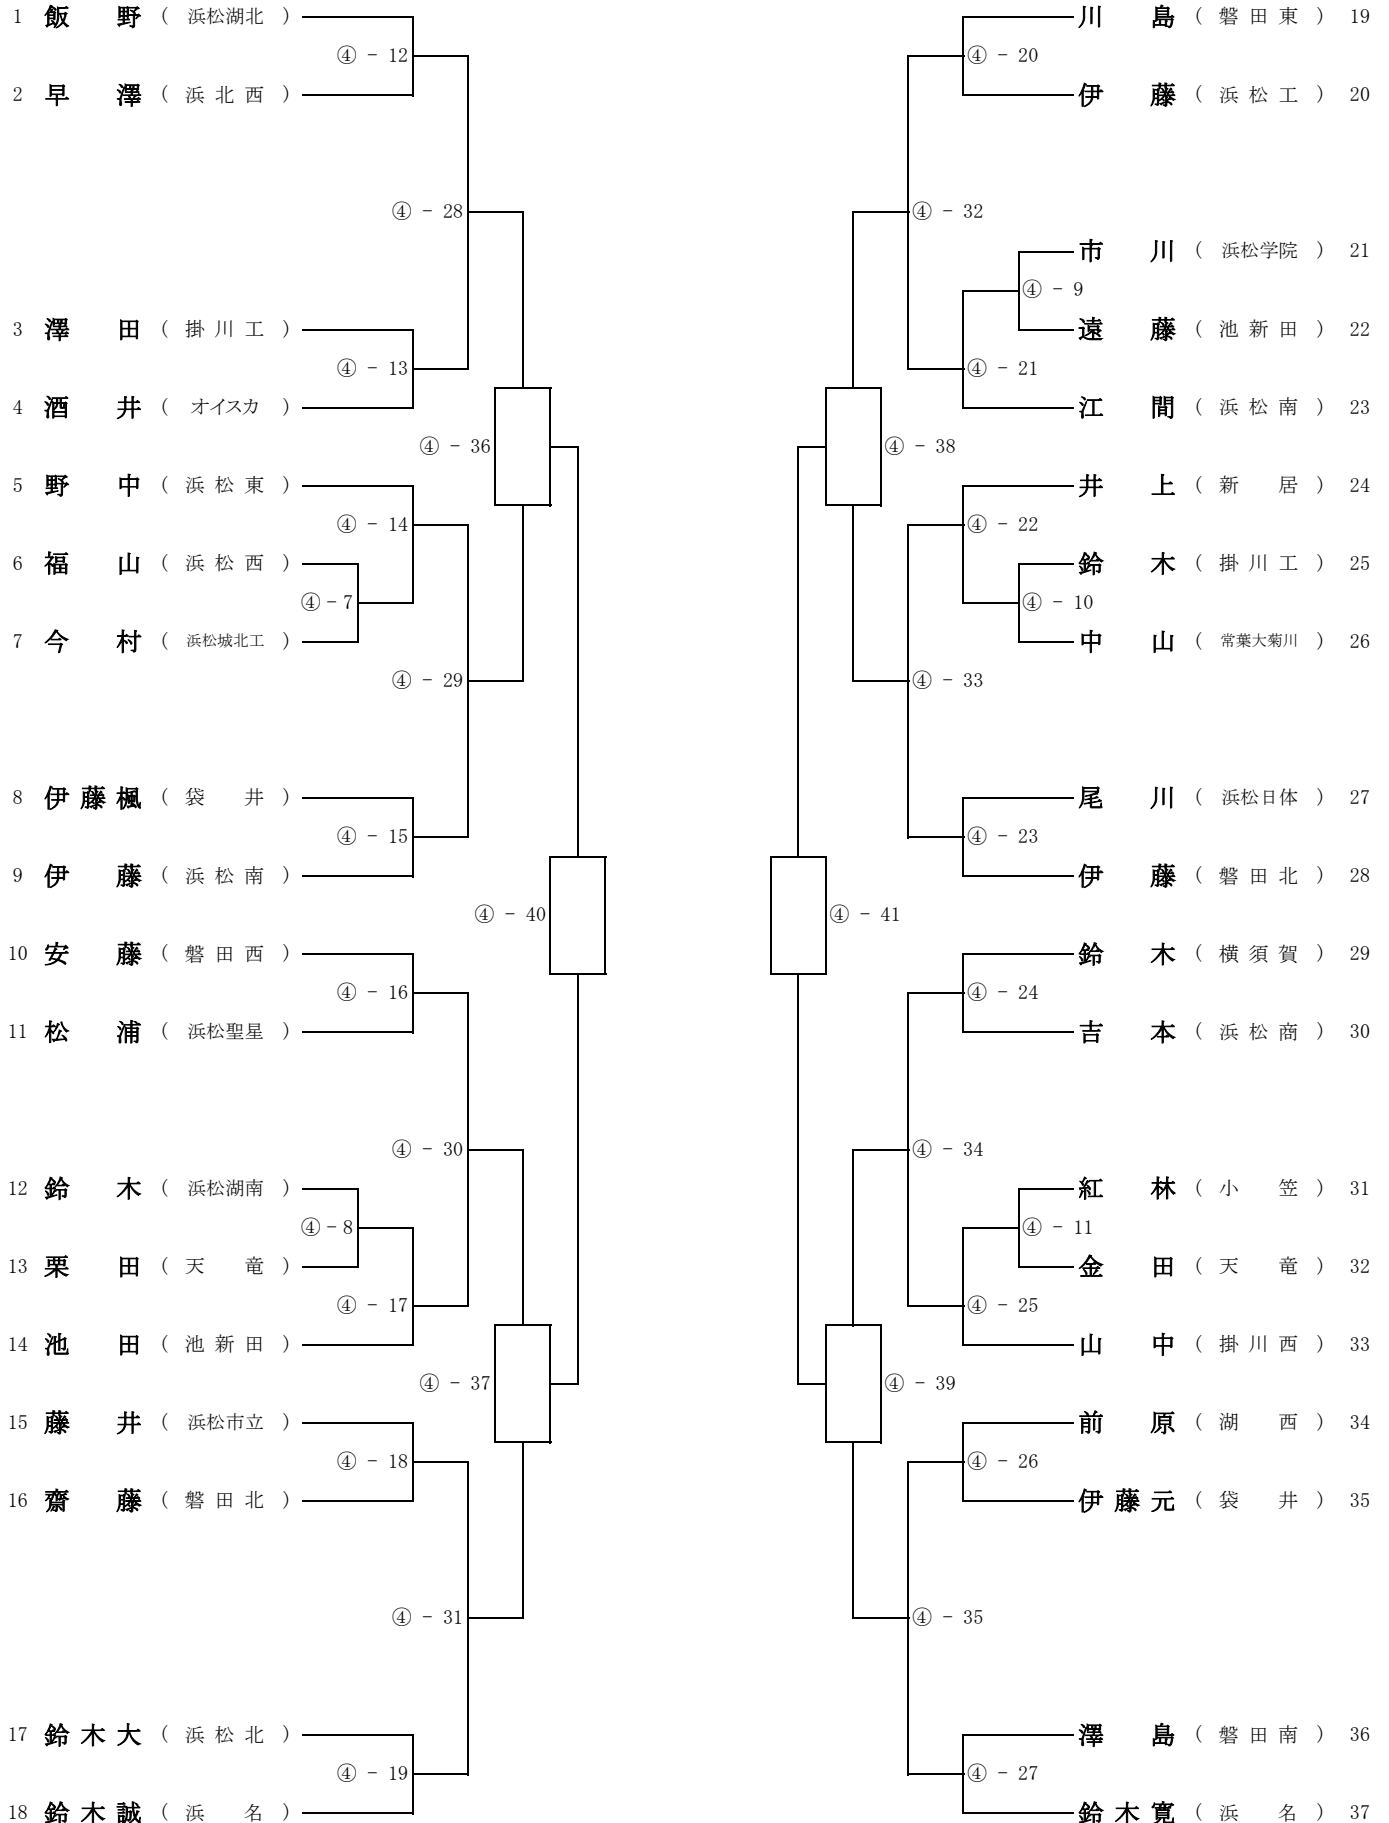 1 飯 野 ( 浜松湖北 )
④ - 12
2 早 澤 ( 浜 北 西 )
④ - 28
3 澤 田 ( 掛 川 工 )
④ - 13
4 酒 井 ( オイスカ )
④ - 36
5 野 中 ( 浜 松 東 )
④ - 14
6 福 山 ( 浜 松 西 )
④ - 7
7 今 村 ( 浜松城北工 )
④ - 29
8 伊 藤 楓 ( 袋 井 )
④ - 15
9 伊 藤 ( 浜 松 南 )
④ - 40
10 安 藤 ( 磐 田 西 )
④ - 16
11 松 浦 ( 浜松聖星 )
④ - 30
12 鈴 木 ( 浜松湖南 )
④ - 8
13 栗 田 ( 天 竜 )
④ - 17
14 池 田 ( 池 新 田 )
④ - 37
15 藤 井 ( 浜松市立 )
④ - 18
16 齋 藤 ( 磐 田 北 )
④ - 31
17 鈴 木 大 ( 浜 松 北 )
④ - 19
18 鈴 木 誠 ( 浜 名 )
川 島 ( 磐 田 東 ) 19
④ - 20
伊 藤 ( 浜 松 工 ) 20
④ - 32
市 川 ( 浜松学院 ) 21
④ - 9
遠 藤 ( 池 新 田 ) 22
④ - 21
江 間 ( 浜 松 南 ) 23
④ - 38
井 上 ( 新 居 ) 24
④ - 22
鈴 木 ( 掛 川 工 ) 25
④ - 10
中 山 ( 常葉大菊川 ) 26
④ - 33
尾 川 ( 浜松日体 ) 27
④ - 23
伊 藤 ( 磐 田 北 ) 28
④ - 41
鈴 木 ( 横 須 賀 ) 29
④ - 24
吉 本 ( 浜 松 商 ) 30
④ - 34
紅 林 ( 小 笠 ) 31
④ - 11
金 田 ( 天 竜 ) 32
④ - 25
山 中 ( 掛 川 西 ) 33
④ - 39
前 原 ( 湖 西 ) 34
④ - 26
伊 藤 元 ( 袋 井 ) 35
④ - 35
澤 島 ( 磐 田 南 ) 36
④ - 27
鈴 木 寛 ( 浜 名 ) 37